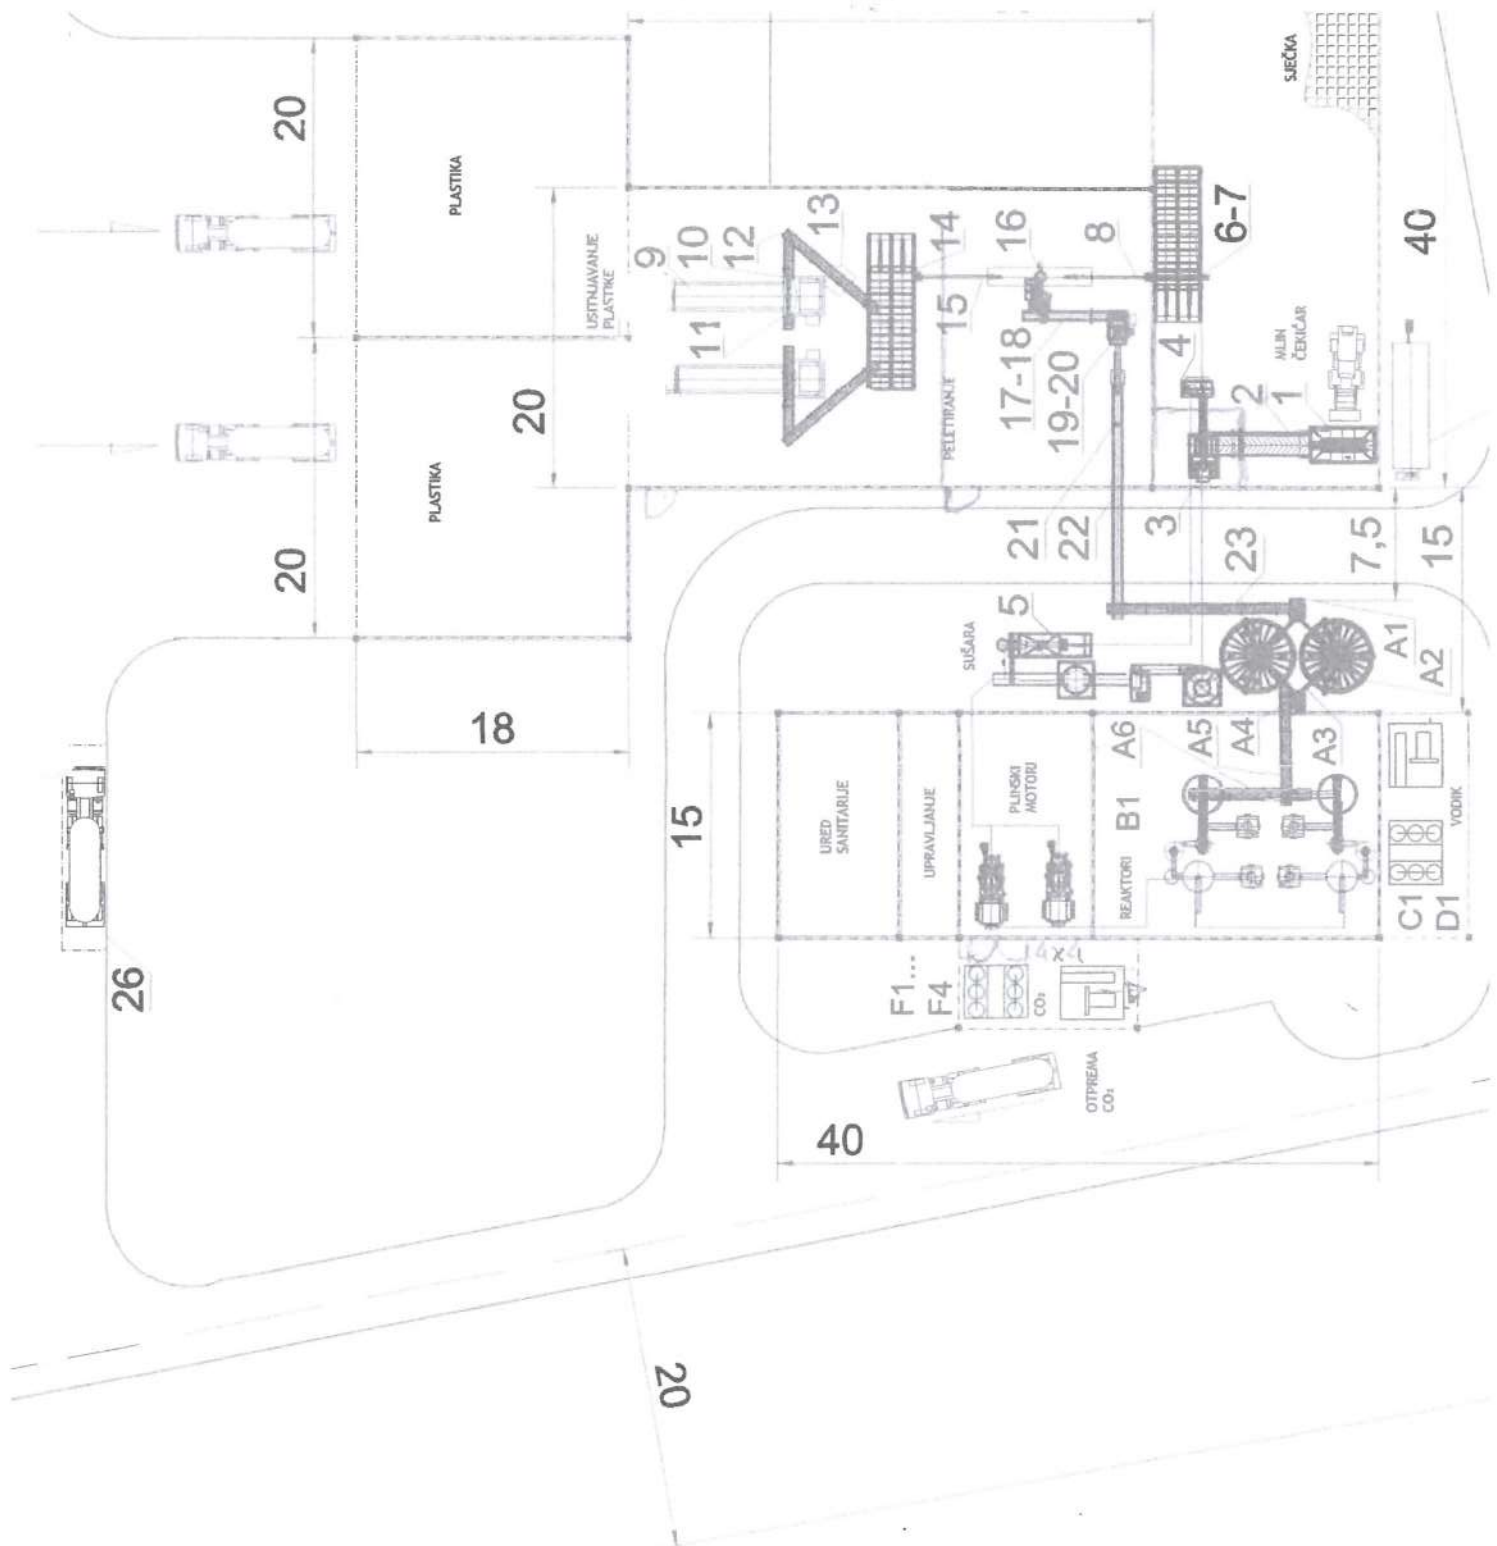 20
PLASTIKA
20
PLASTIKA
18
26
USITNJAVANJE
PLASTIKE
20
9
10
11
12
13
14
15
16
8
17-18
19-20
PELETIRANJE
21
22
SJEČKA
6-7
4
3
MLIN
ČEKIČAR
2
1
40
7,5
15
23
5
SUŠARA
A1
A2
A3
A4
A5
A6
15
URED
SANITARIJE
UPRAVLJANJE
PLINSKI
MOTORI
REAKTORI
B1
VODIK
C1
D1
F1...
F4
CO₂
4x4
OTPREMA
CO₂
40
20